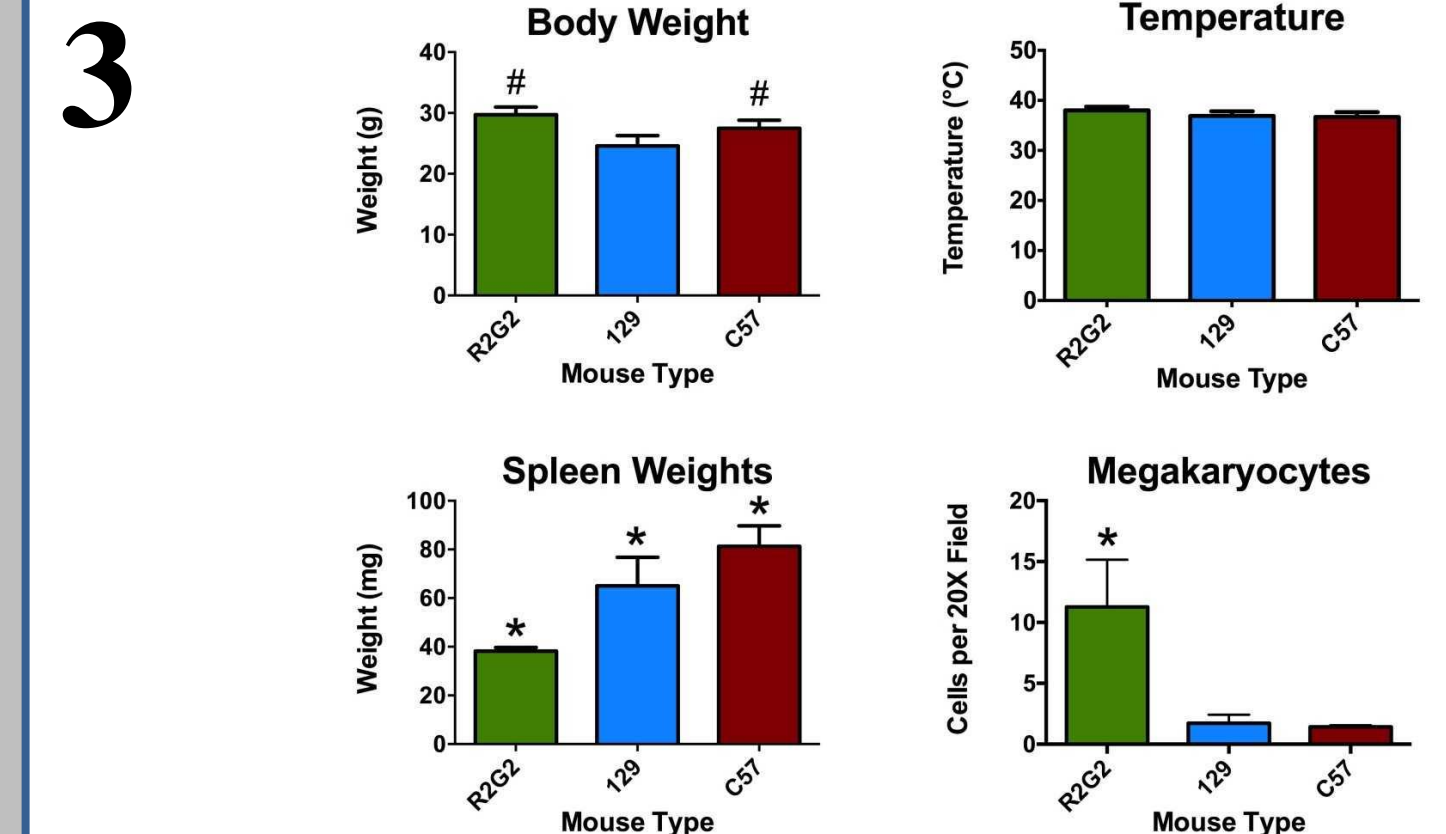 3
Body Weight
Weight (g)
40
30
20
10
0
#
#
R2G2
129
C57
Mouse Type
Temperature
Temperature (°C)
50
40
30
20
10
0
R2G2
129
C57
Mouse Type
Spleen Weights
Weight (mg)
100
80
60
40
20
0
*
*
*
R2G2
129
C57
Mouse Type
Megakaryocytes
Cells per 20X Field
20
15
10
5
0
*
R2G2
129
C57
Mouse Type